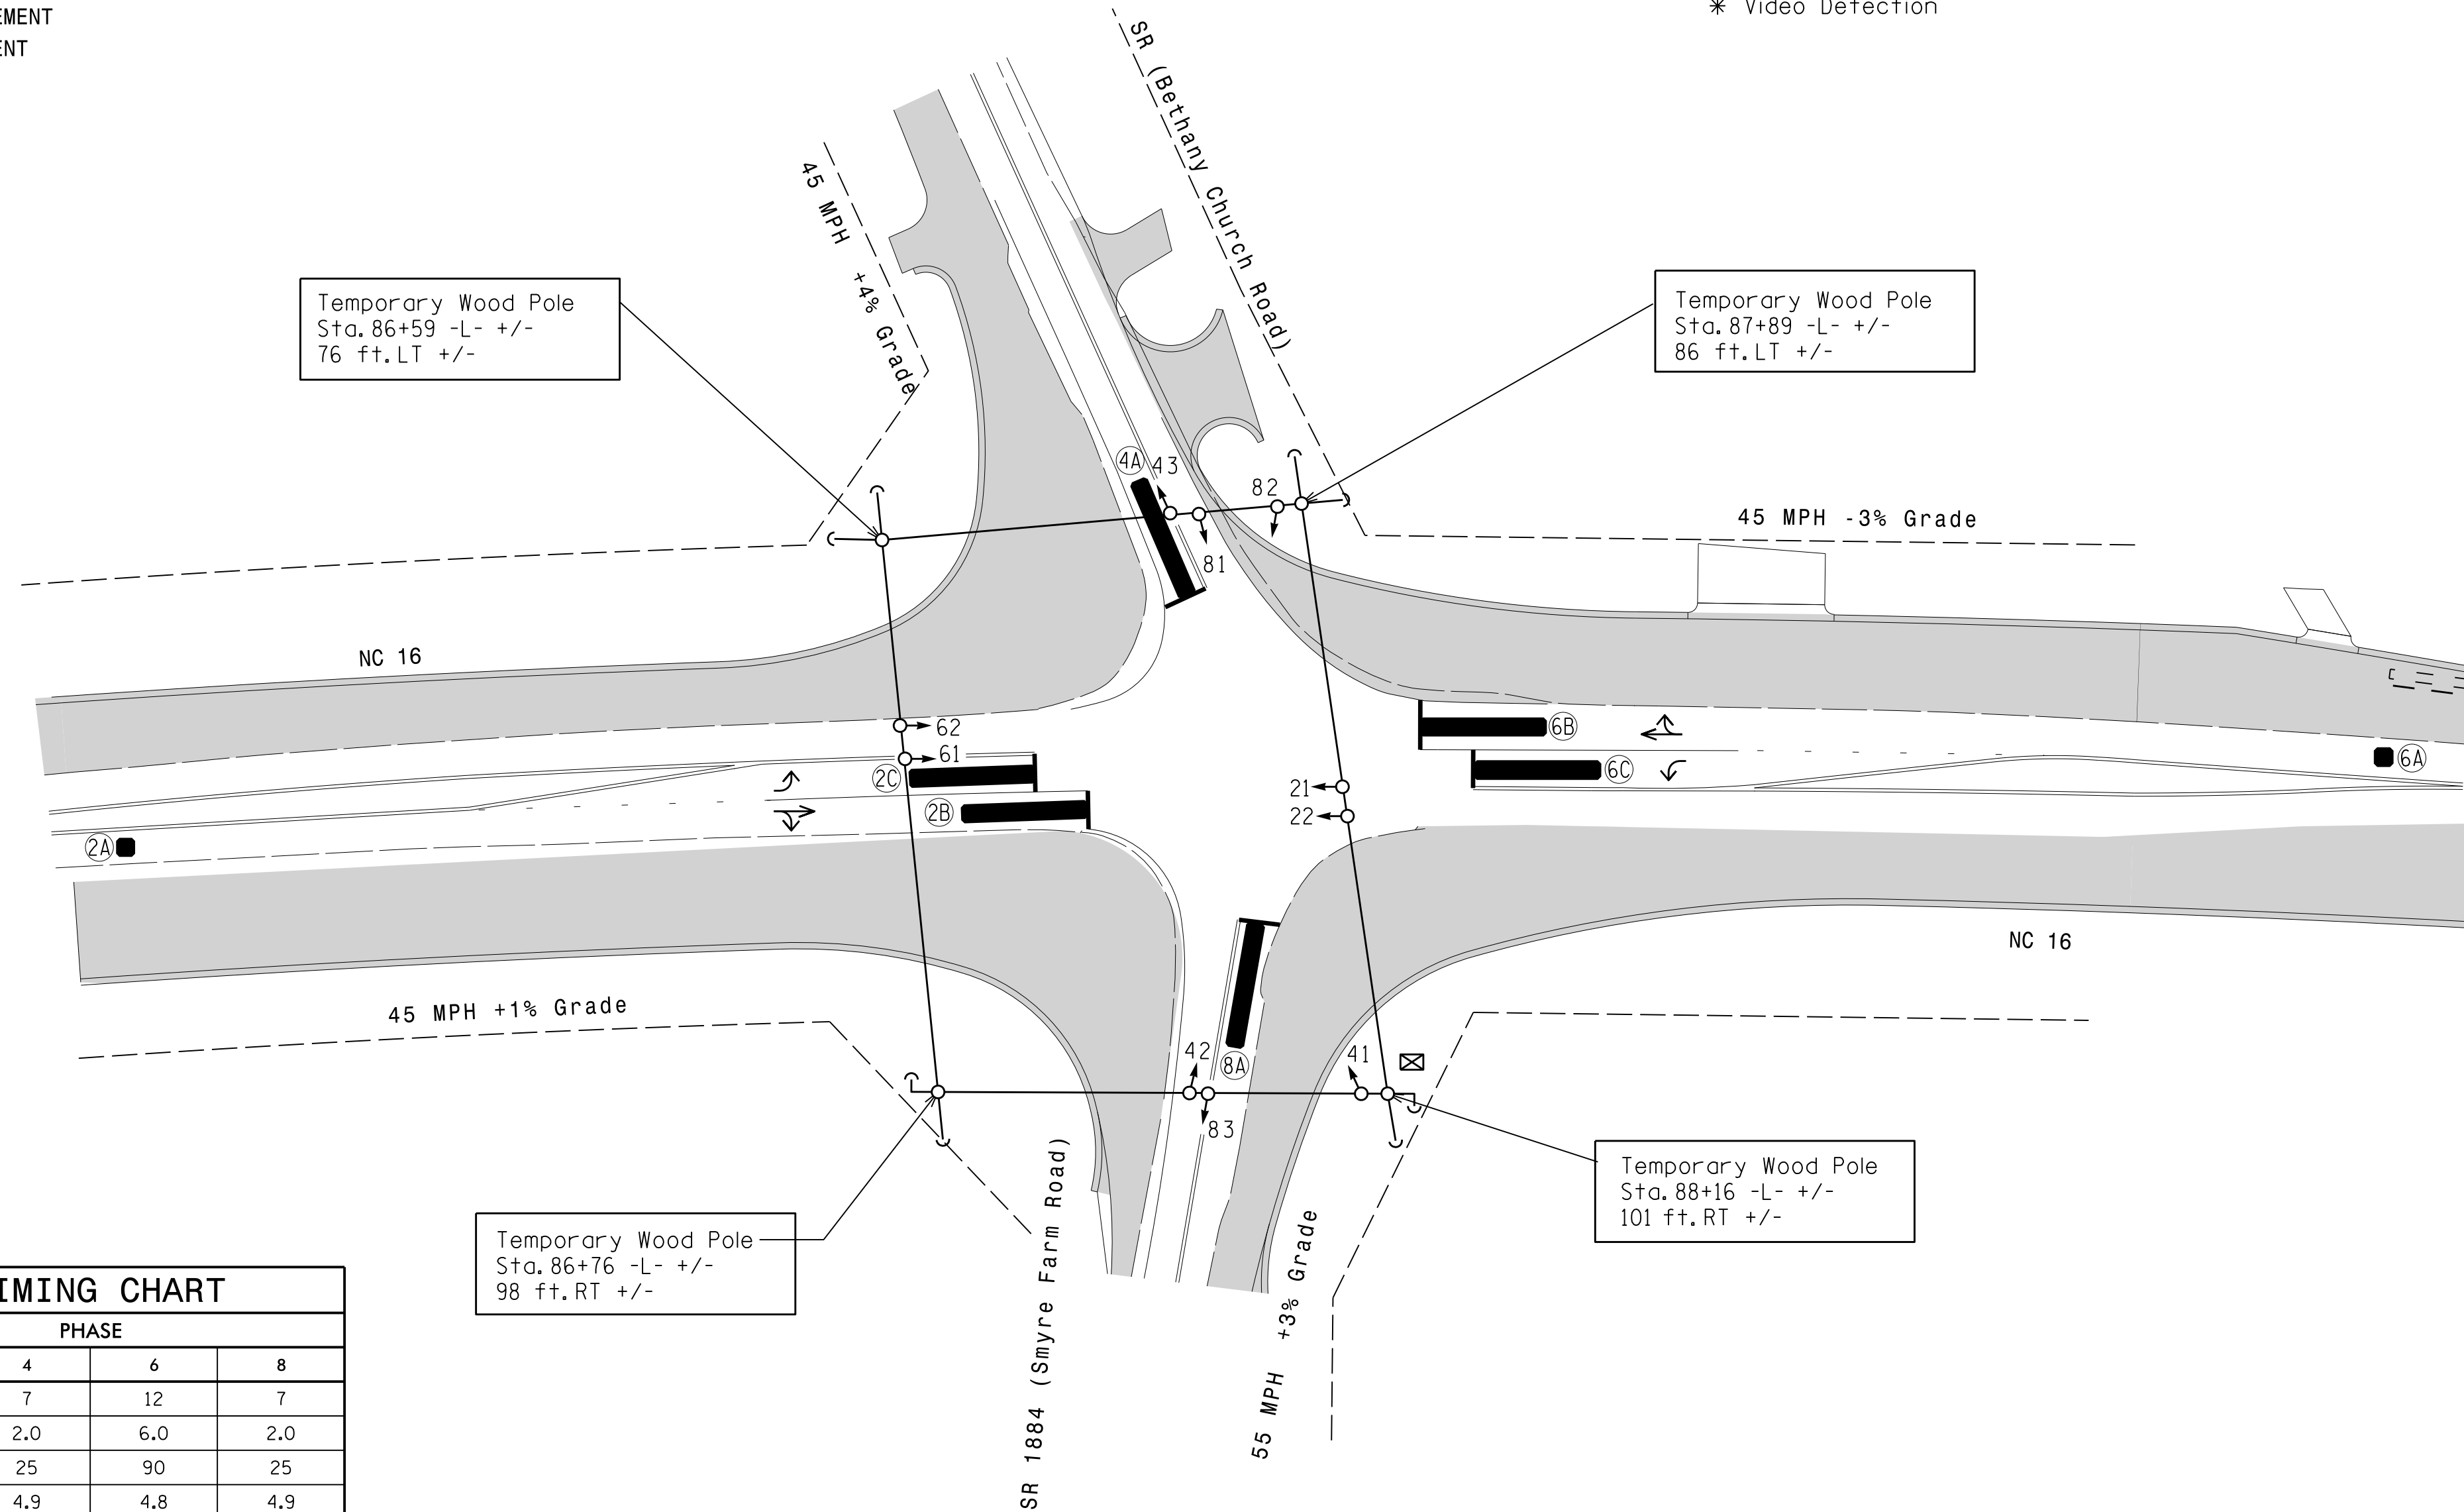 EMENT
ENT
✳ Video Detection
SR (Bethany Church Road)
45 MPH +4% Grade
Temporary Wood Pole
Sta. 86+59 -L- +/-
76 ft. LT +/-
Temporary Wood Pole
Sta. 87+89 -L- +/-
86 ft. LT +/-
4A
43
82
81
45 MPH -3% Grade
NC 16
62
61
2C
2B
2A
6B
6C
6A
21
22
NC 16
45 MPH +1% Grade
42
8A
41
83
Temporary Wood Pole
Sta. 88+16 -L- +/-
101 ft. RT +/-
Temporary Wood Pole
Sta. 86+76 -L- +/-
98 ft. RT +/-
SR 1884 (Smyre Farm Road)
55 MPH +3% Grade
IMING CHART
PHASE
4 6 8
7 12 7
2.0 6.0 2.0
25 90 25
4.9 4.8 4.9